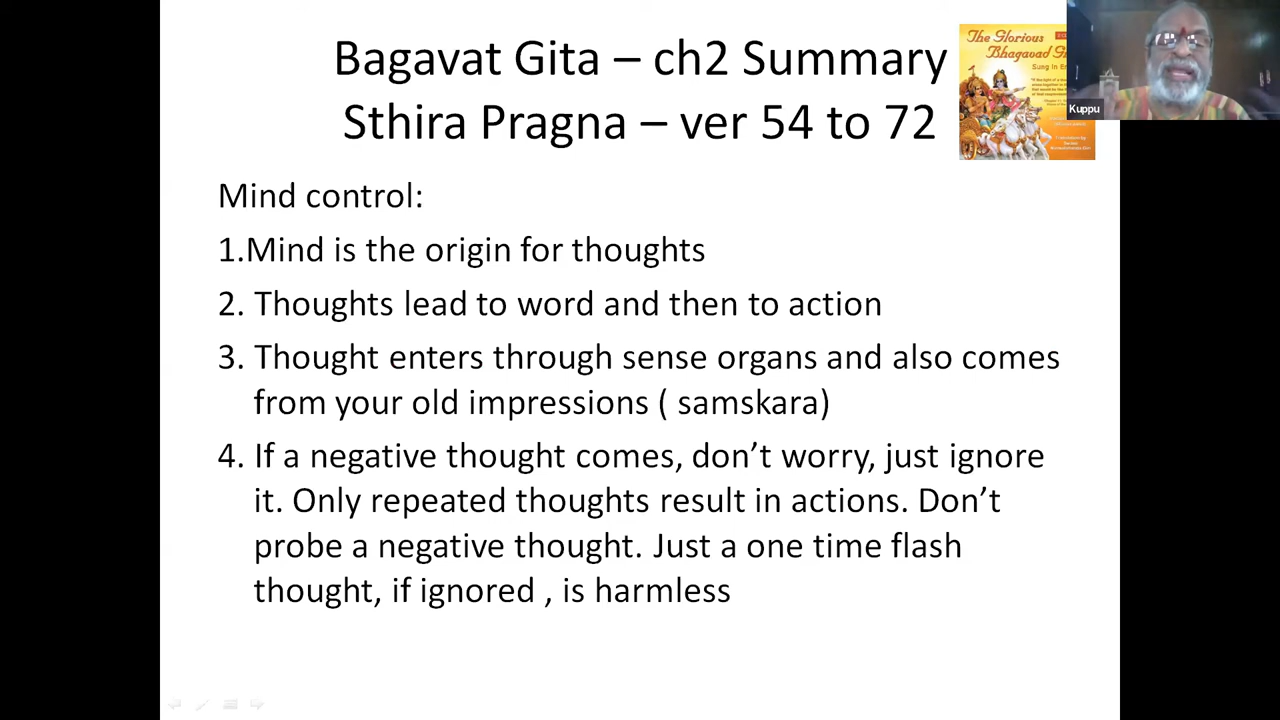 Bagavat Gita – ch2 Summary
Sthira Pragna – ver 54 to 72
The Glorious
Bhagavad
Sung in
Kuppu
Mind control:
1.Mind is the origin for thoughts
2. Thoughts lead to word and then to action
3. Thought enters through sense organs and also comes
from your old impressions ( samskara)
4. If a negative thought comes, don’t worry, just ignore
it. Only repeated thoughts result in actions. Don’t
probe a negative thought. Just a one time flash
thought, if ignored , is harmless